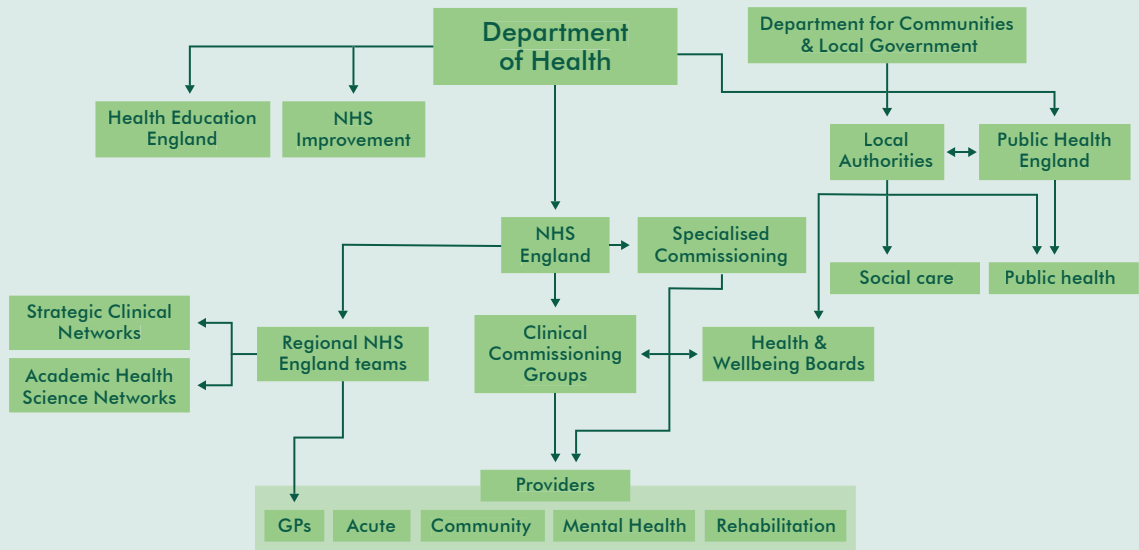 Department
of Health
Department for Communities
& Local Government
Health Education
England
NHS
Improvement
Local
Authorities
Public Health
England
NHS
England
Specialised
Commissioning
Social care
Public health
Strategic Clinical
Networks
Regional NHS
England teams
Clinical
Commissioning
Groups
Health &
Wellbeing Boards
Academic Health
Science Networks
Providers
GPs
Acute
Community
Mental Health
Rehabilitation